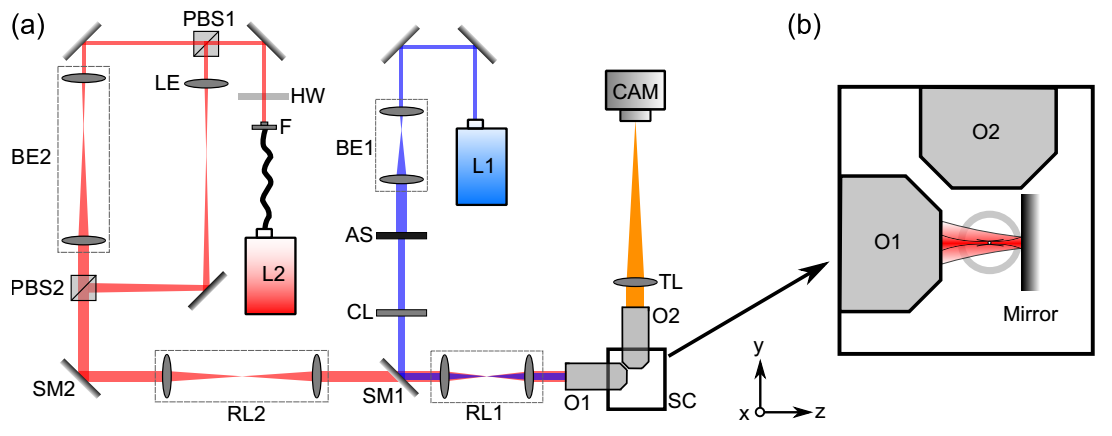 (a)
PBS1
(b)
LE
HW
CAM
F
BE2
BE1
L1
O2
AS
O1
L2
PBS2
TL
CL
O2
Mirror
SM2
SM1
O1
SC
RL2
RL1
y
x
z